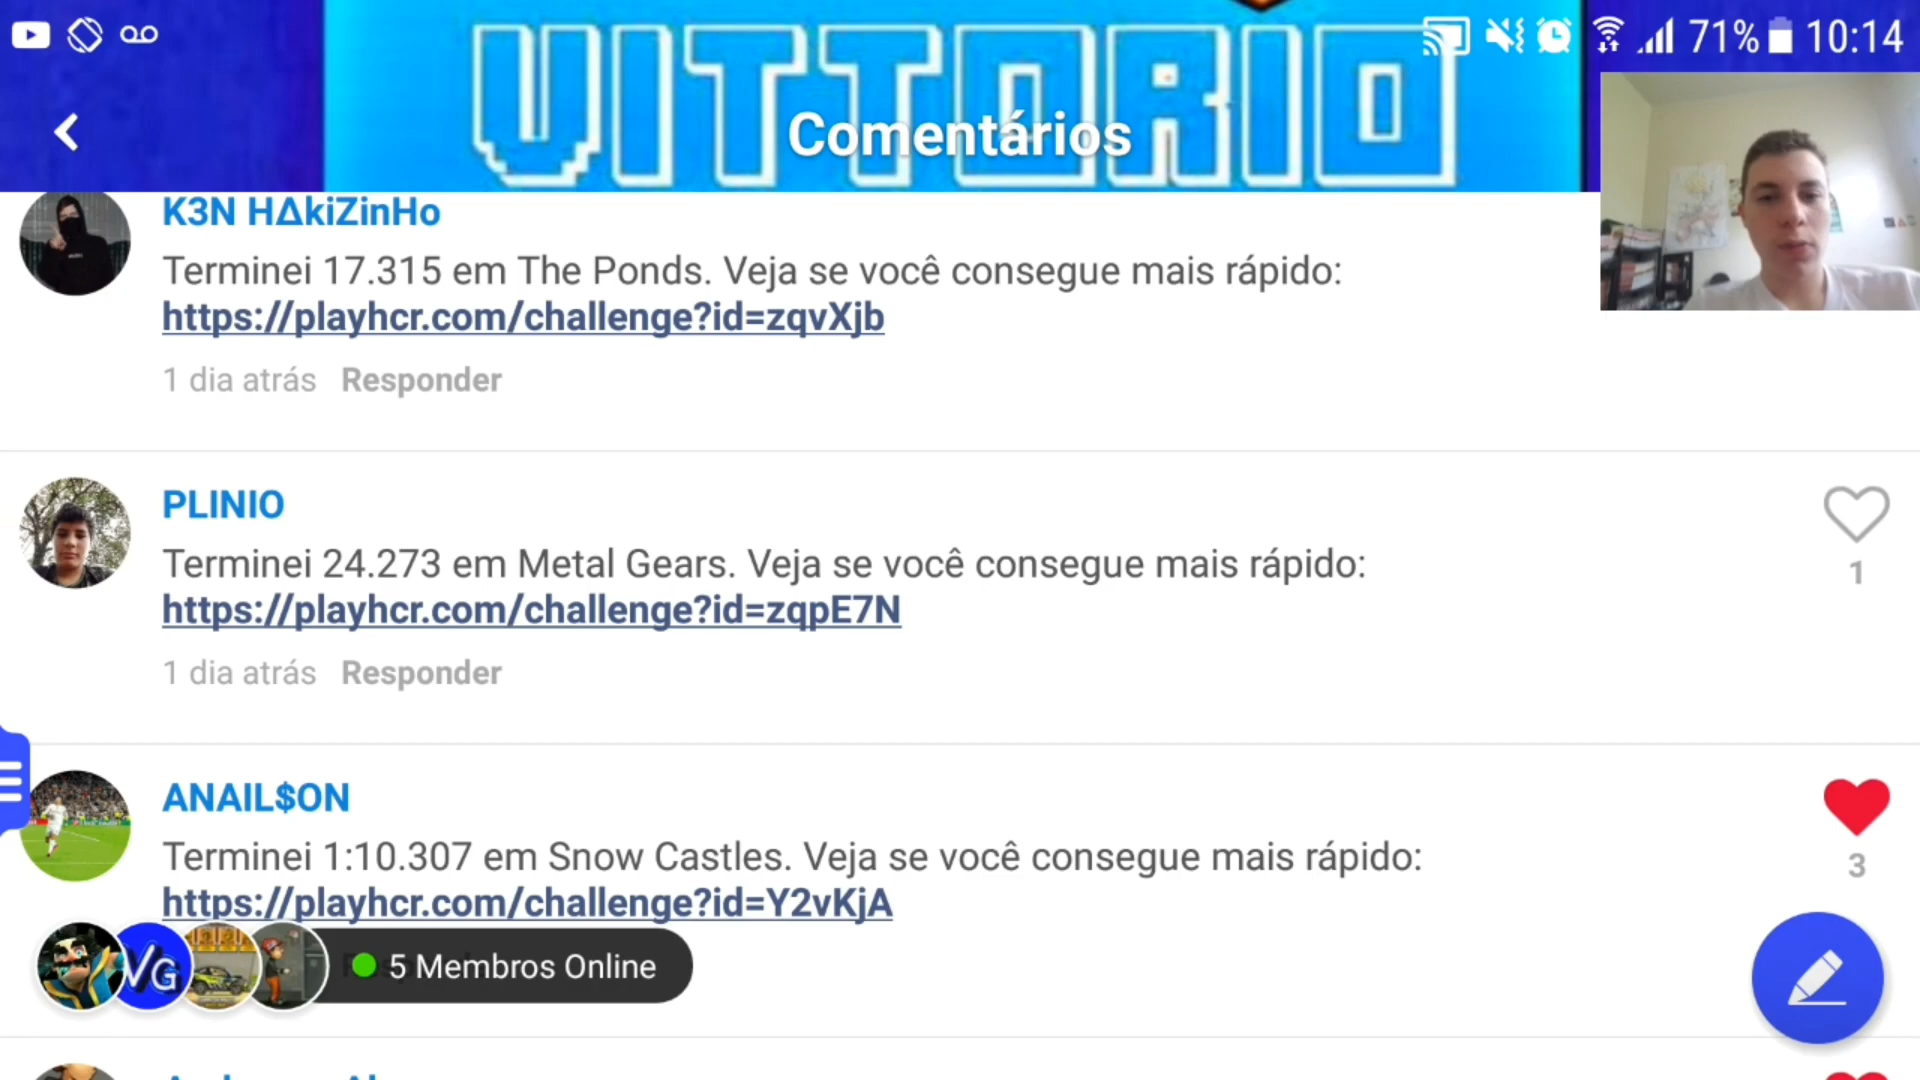 VITTORIO
71% 10:14
Comentários
K3N HΔkiZinHo
Terminei 17.315 em The Ponds. Veja se você consegue mais rápido:
https://playhcr.com/challenge?id=zqvXjb
1 dia atrás Responder
PLINIO
Terminei 24.273 em Metal Gears. Veja se você consegue mais rápido:
https://playhcr.com/challenge?id=zqpE7N
1
1 dia atrás Responder
ANAIL$ON
Terminei 1:10.307 em Snow Castles. Veja se você consegue mais rápido:
https://playhcr.com/challenge?id=Y2vKjA
3
VG
5 Membros Online